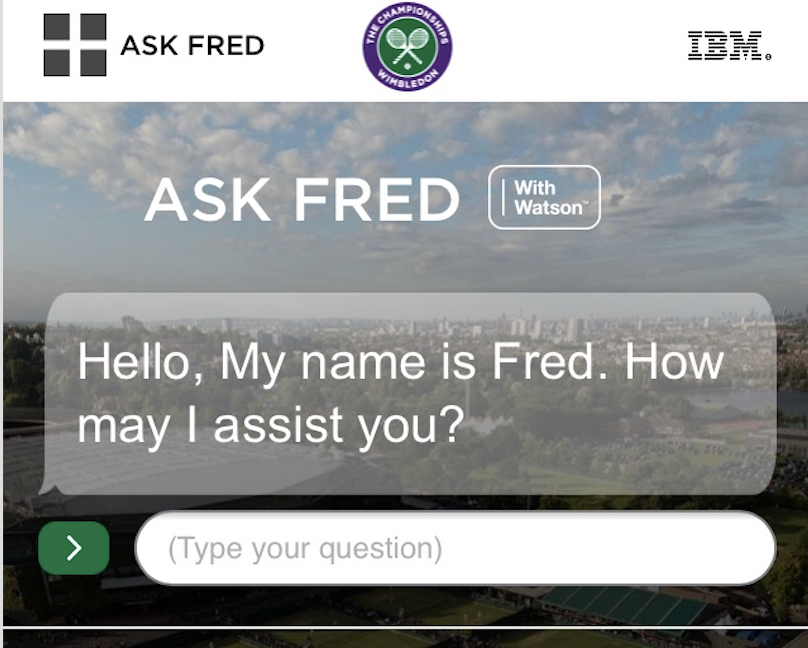 ASK FRED
THE CHAMPIONSHIPS
WIMBLEDON
IBM
ASK FRED
With
Watson™
Hello, My name is Fred. How
may I assist you?
(Type your question)